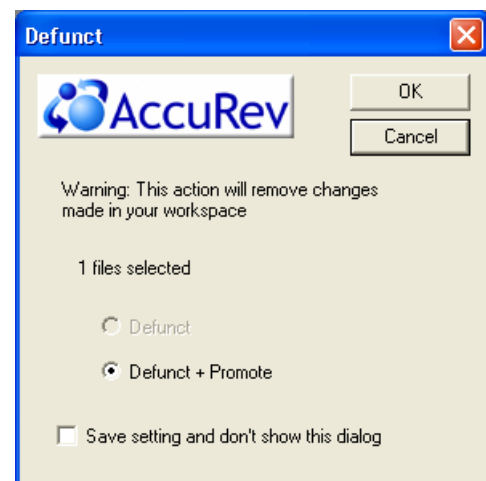 Defunct
AccuRev
OK
Cancel
Warning: This action will remove changes
made in your workspace
1 files selected
Defunct
Defunct + Promote
Save setting and don't show this dialog